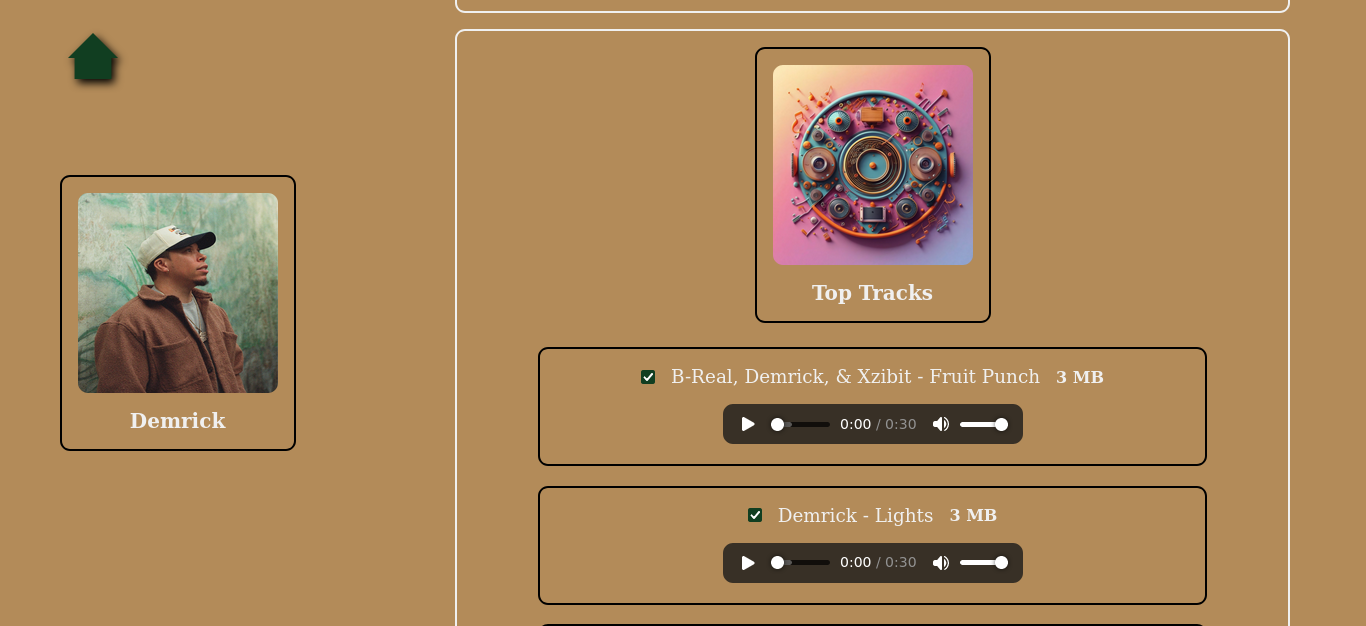 Top Tracks
Demrick
B-Real, Demrick, & Xzibit - Fruit Punch 3 MB
0:00 / 0:30
Demrick - Lights 3 MB
0:00 / 0:30